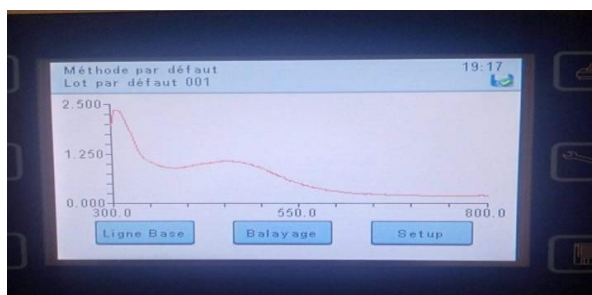 Méthode par défaut 19:17
Lot par défaut 001
2.500
1.250
0.000
300.0 550.0 800.0
Ligne Base Balayage Setup